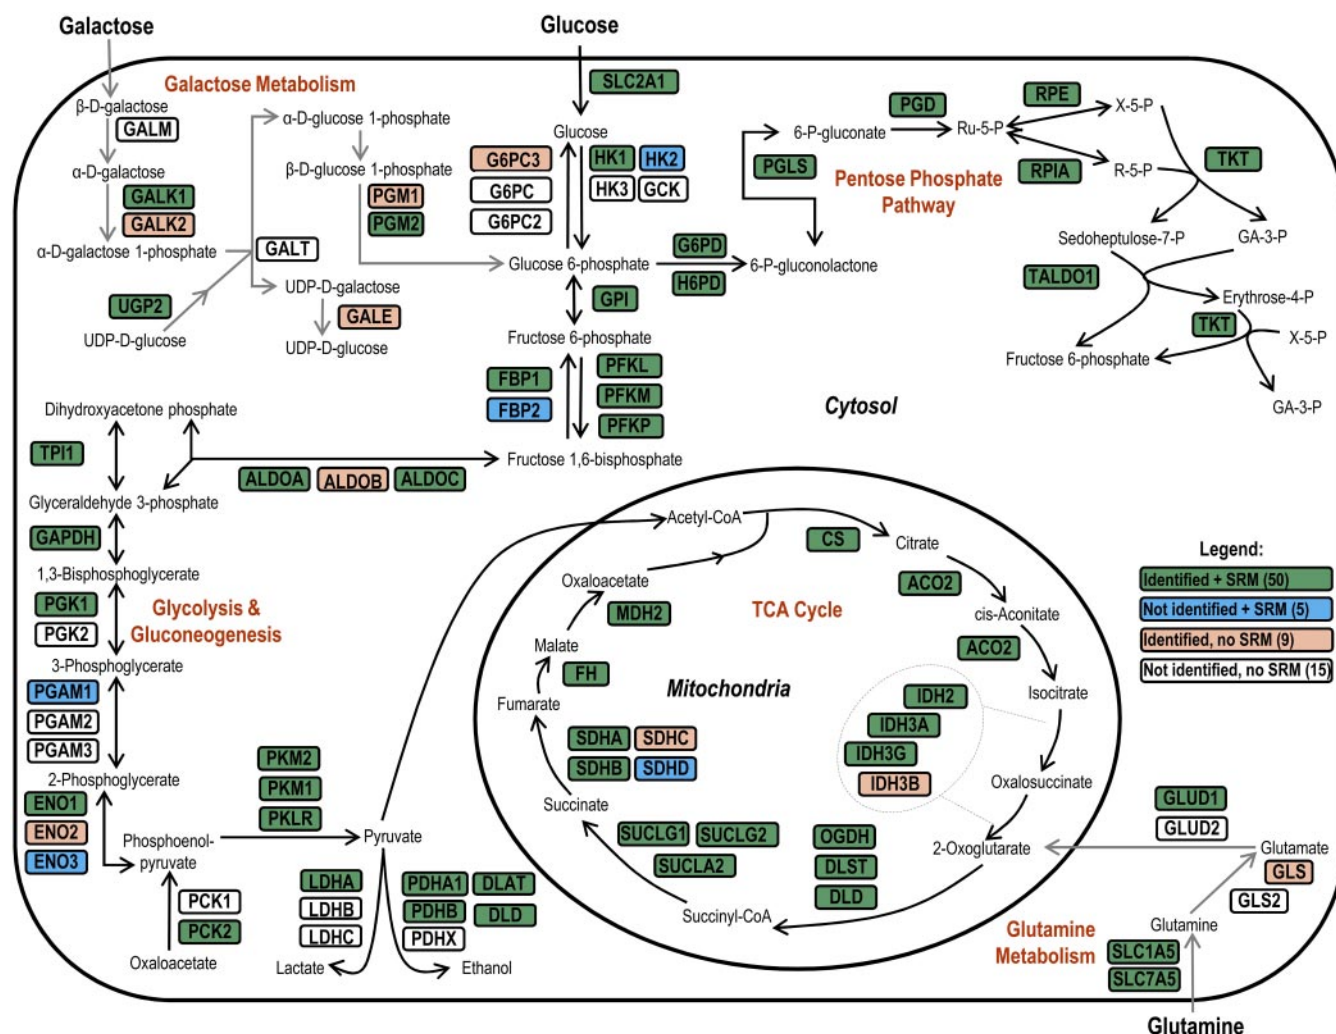 Galactose
Glucose
Galactose Metabolism
β-D-galactose
GALM
α-D-galactose
GALK1
GALK2
α-D-galactose 1-phosphate
GALT
UGP2
UDP-D-glucose
α-D-glucose 1-phosphate
β-D-glucose 1-phosphate
PGM1
PGM2
UDP-D-galactose
GALE
UDP-D-glucose
SLC2A1
Glucose
G6PC3
G6PC
G6PC2
HK1
HK2
HK3
GCK
Glucose 6-phosphate
G6PD
H6PD
6-P-gluconolactone
PGLS
6-P-gluconate
PGD
Ru-5-P
RPE
RPIA
X-5-P
R-5-P
TKT
Pentose Phosphate
Pathway
Sedoheptulose-7-P
GA-3-P
TALDO1
Erythrose-4-P
TKT
X-5-P
Fructose 6-phosphate
GA-3-P
GPI
Fructose 6-phosphate
FBP1
FBP2
PFKL
PFKM
PFKP
Cytosol
Fructose 1,6-bisphosphate
Dihydroxyacetone phosphate
TPI1
ALDOA
ALDOB
ALDOC
Glyceraldehyde 3-phosphate
GAPDH
1,3-Bisphosphoglycerate
PGK1
PGK2
Glycolysis &
Gluconeogenesis
3-Phosphoglycerate
PGAM1
PGAM2
PGAM3
2-Phosphoglycerate
ENO1
ENO2
ENO3
Phosphoenol-
pyruvate
PCK1
PCK2
Oxaloacetate
PKM2
PKM1
PKLR
Pyruvate
LDHA
LDHB
LDHC
Lactate
PDHA1
DLAT
PDHB
DLD
PDHX
Ethanol
Acetyl-CoA
CS
Citrate
ACO2
cis-Aconitate
ACO2
Isocitrate
IDH2
IDH3A
IDH3G
IDH3B
Oxalosuccinate
2-Oxoglutarate
OGDH
DLST
DLD
Succinyl-CoA
SUCLG1
SUCLG2
SUCLA2
Succinate
SDHA
SDHC
SDHB
SDHD
Fumarate
FH
Malate
MDH2
Oxaloacetate
TCA Cycle
Mitochondria
Legend:
Identified + SRM (50)
Not identified + SRM (5)
Identified, no SRM (9)
Not identified, no SRM (15)
GLUD1
GLUD2
Glutamate
GLS
GLS2
Glutamine
Glutamine
Metabolism
SLC1A5
SLC7A5
Glutamine